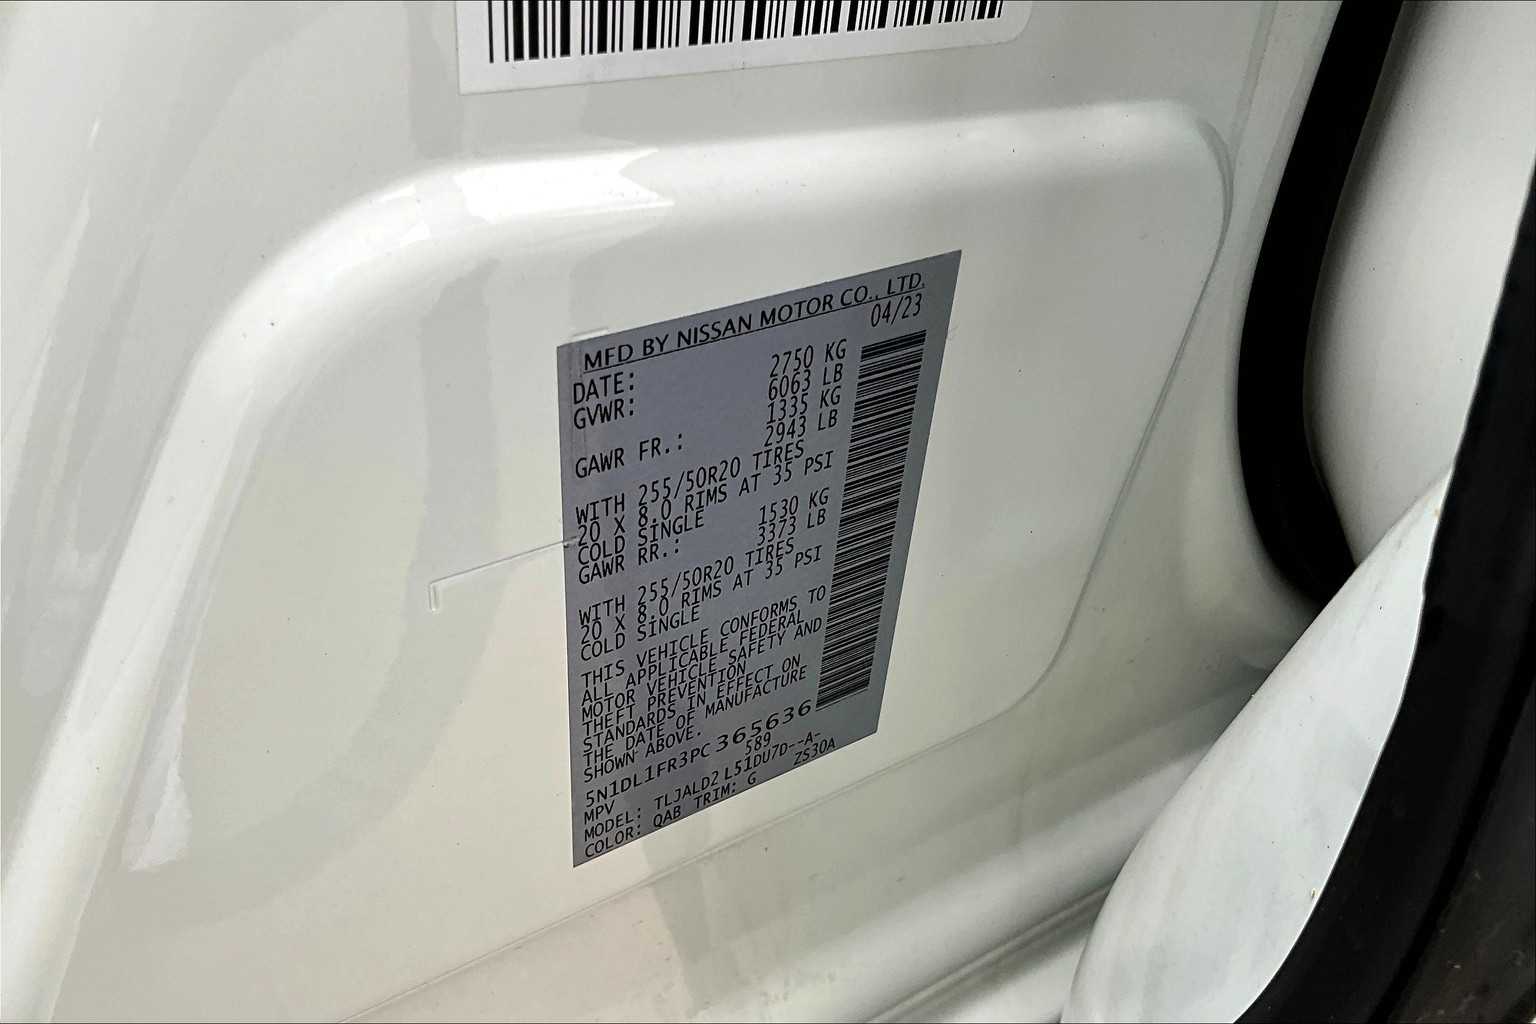 MFD BY NISSAN MOTOR CO., LTD.
DATE: 04/23
GVWR: 2750 KG
6063 LB
GAWR FR.: 1335 KG
2943 LB
WITH 255/50R20 TIRES
20 X 8.0 RIMS AT 35 PSI
COLD SINGLE
GAWR RR.: 1530 KG
3373 LB
WITH 255/50R20 TIRES
20 X 8.0 RIMS AT 35 PSI
COLD SINGLE
THIS VEHICLE CONFORMS TO
ALL APPLICABLE FEDERAL
MOTOR VEHICLE SAFETY AND
THEFT PREVENTION
STANDARDS IN EFFECT ON
THE DATE OF MANUFACTURE
SHOWN ABOVE.
5N1DL1FR3PC365636
MPV 589
MODEL: TLJALD2 L51DU7D--A-
COLOR: QAB TRIM: G ZS30A